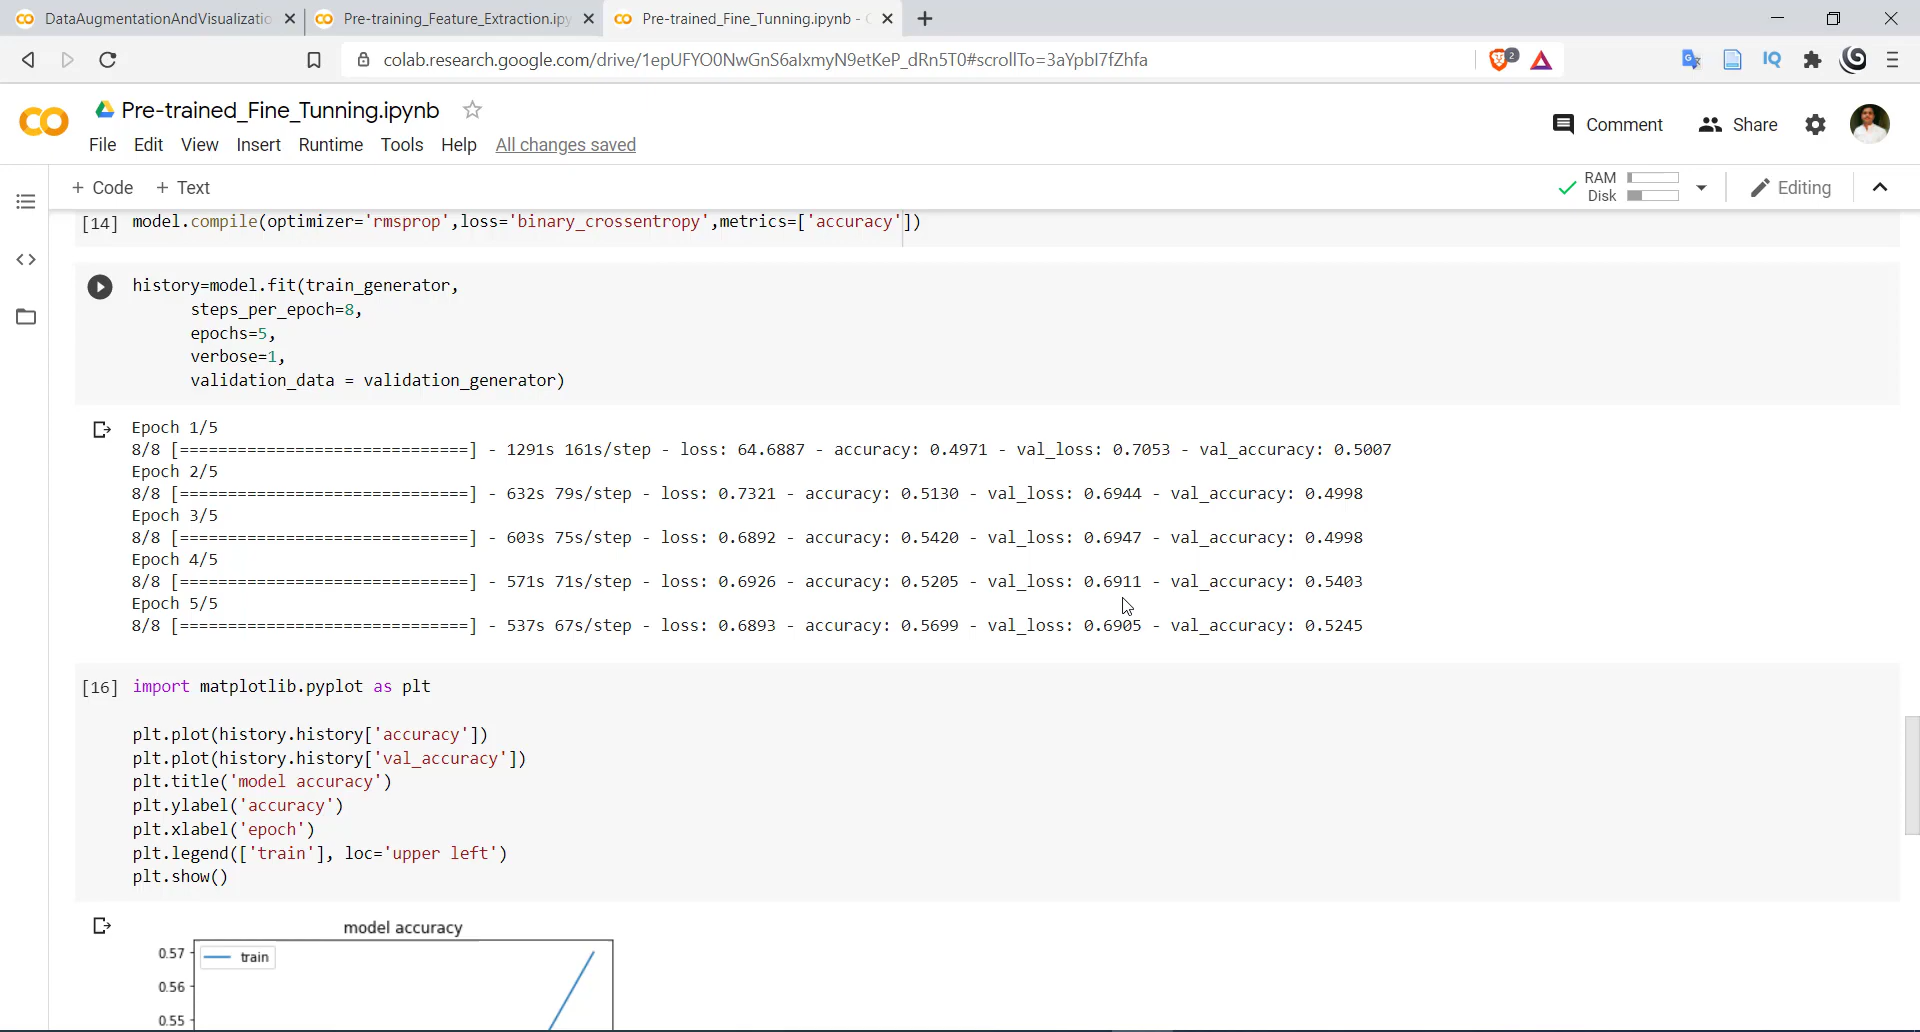 DataAugmentationAndVisualizatio
Pre-training_Feature_Extraction.ipy
Pre-trained_Fine_Tunning.ipynb -
colab.research.google.com/drive/1epUFYO0NwGnS6aIxmyN9etKeP_dRn5T0#scrollTo=3aYpbI7fZhfa
2
IQ
CO Pre-trained_Fine_Tunning.ipynb
File Edit View Insert Runtime Tools Help All changes saved
Comment Share
+ Code + Text
RAM
Disk
Editing
[14] model.compile(optimizer='rmsprop',loss='binary_crossentropy',metrics=['accuracy'])
history=model.fit(train_generator,
steps_per_epoch=8,
epochs=5,
verbose=1,
validation_data = validation_generator)
Epoch 1/5
8/8 [==============================] - 1291s 161s/step - loss: 64.6887 - accuracy: 0.4971 - val_loss: 0.7053 - val_accuracy: 0.5007
Epoch 2/5
8/8 [==============================] - 632s 79s/step - loss: 0.7321 - accuracy: 0.5130 - val_loss: 0.6944 - val_accuracy: 0.4998
Epoch 3/5
8/8 [==============================] - 603s 75s/step - loss: 0.6892 - accuracy: 0.5420 - val_loss: 0.6947 - val_accuracy: 0.4998
Epoch 4/5
8/8 [==============================] - 571s 71s/step - loss: 0.6926 - accuracy: 0.5205 - val_loss: 0.6911 - val_accuracy: 0.5403
Epoch 5/5
8/8 [==============================] - 537s 67s/step - loss: 0.6893 - accuracy: 0.5699 - val_loss: 0.6905 - val_accuracy: 0.5245
[16] import matplotlib.pyplot as plt
plt.plot(history.history['accuracy'])
plt.plot(history.history['val_accuracy'])
plt.title('model accuracy')
plt.ylabel('accuracy')
plt.xlabel('epoch')
plt.legend(['train'], loc='upper left')
plt.show()
model accuracy
0.57
train
0.56
0.55